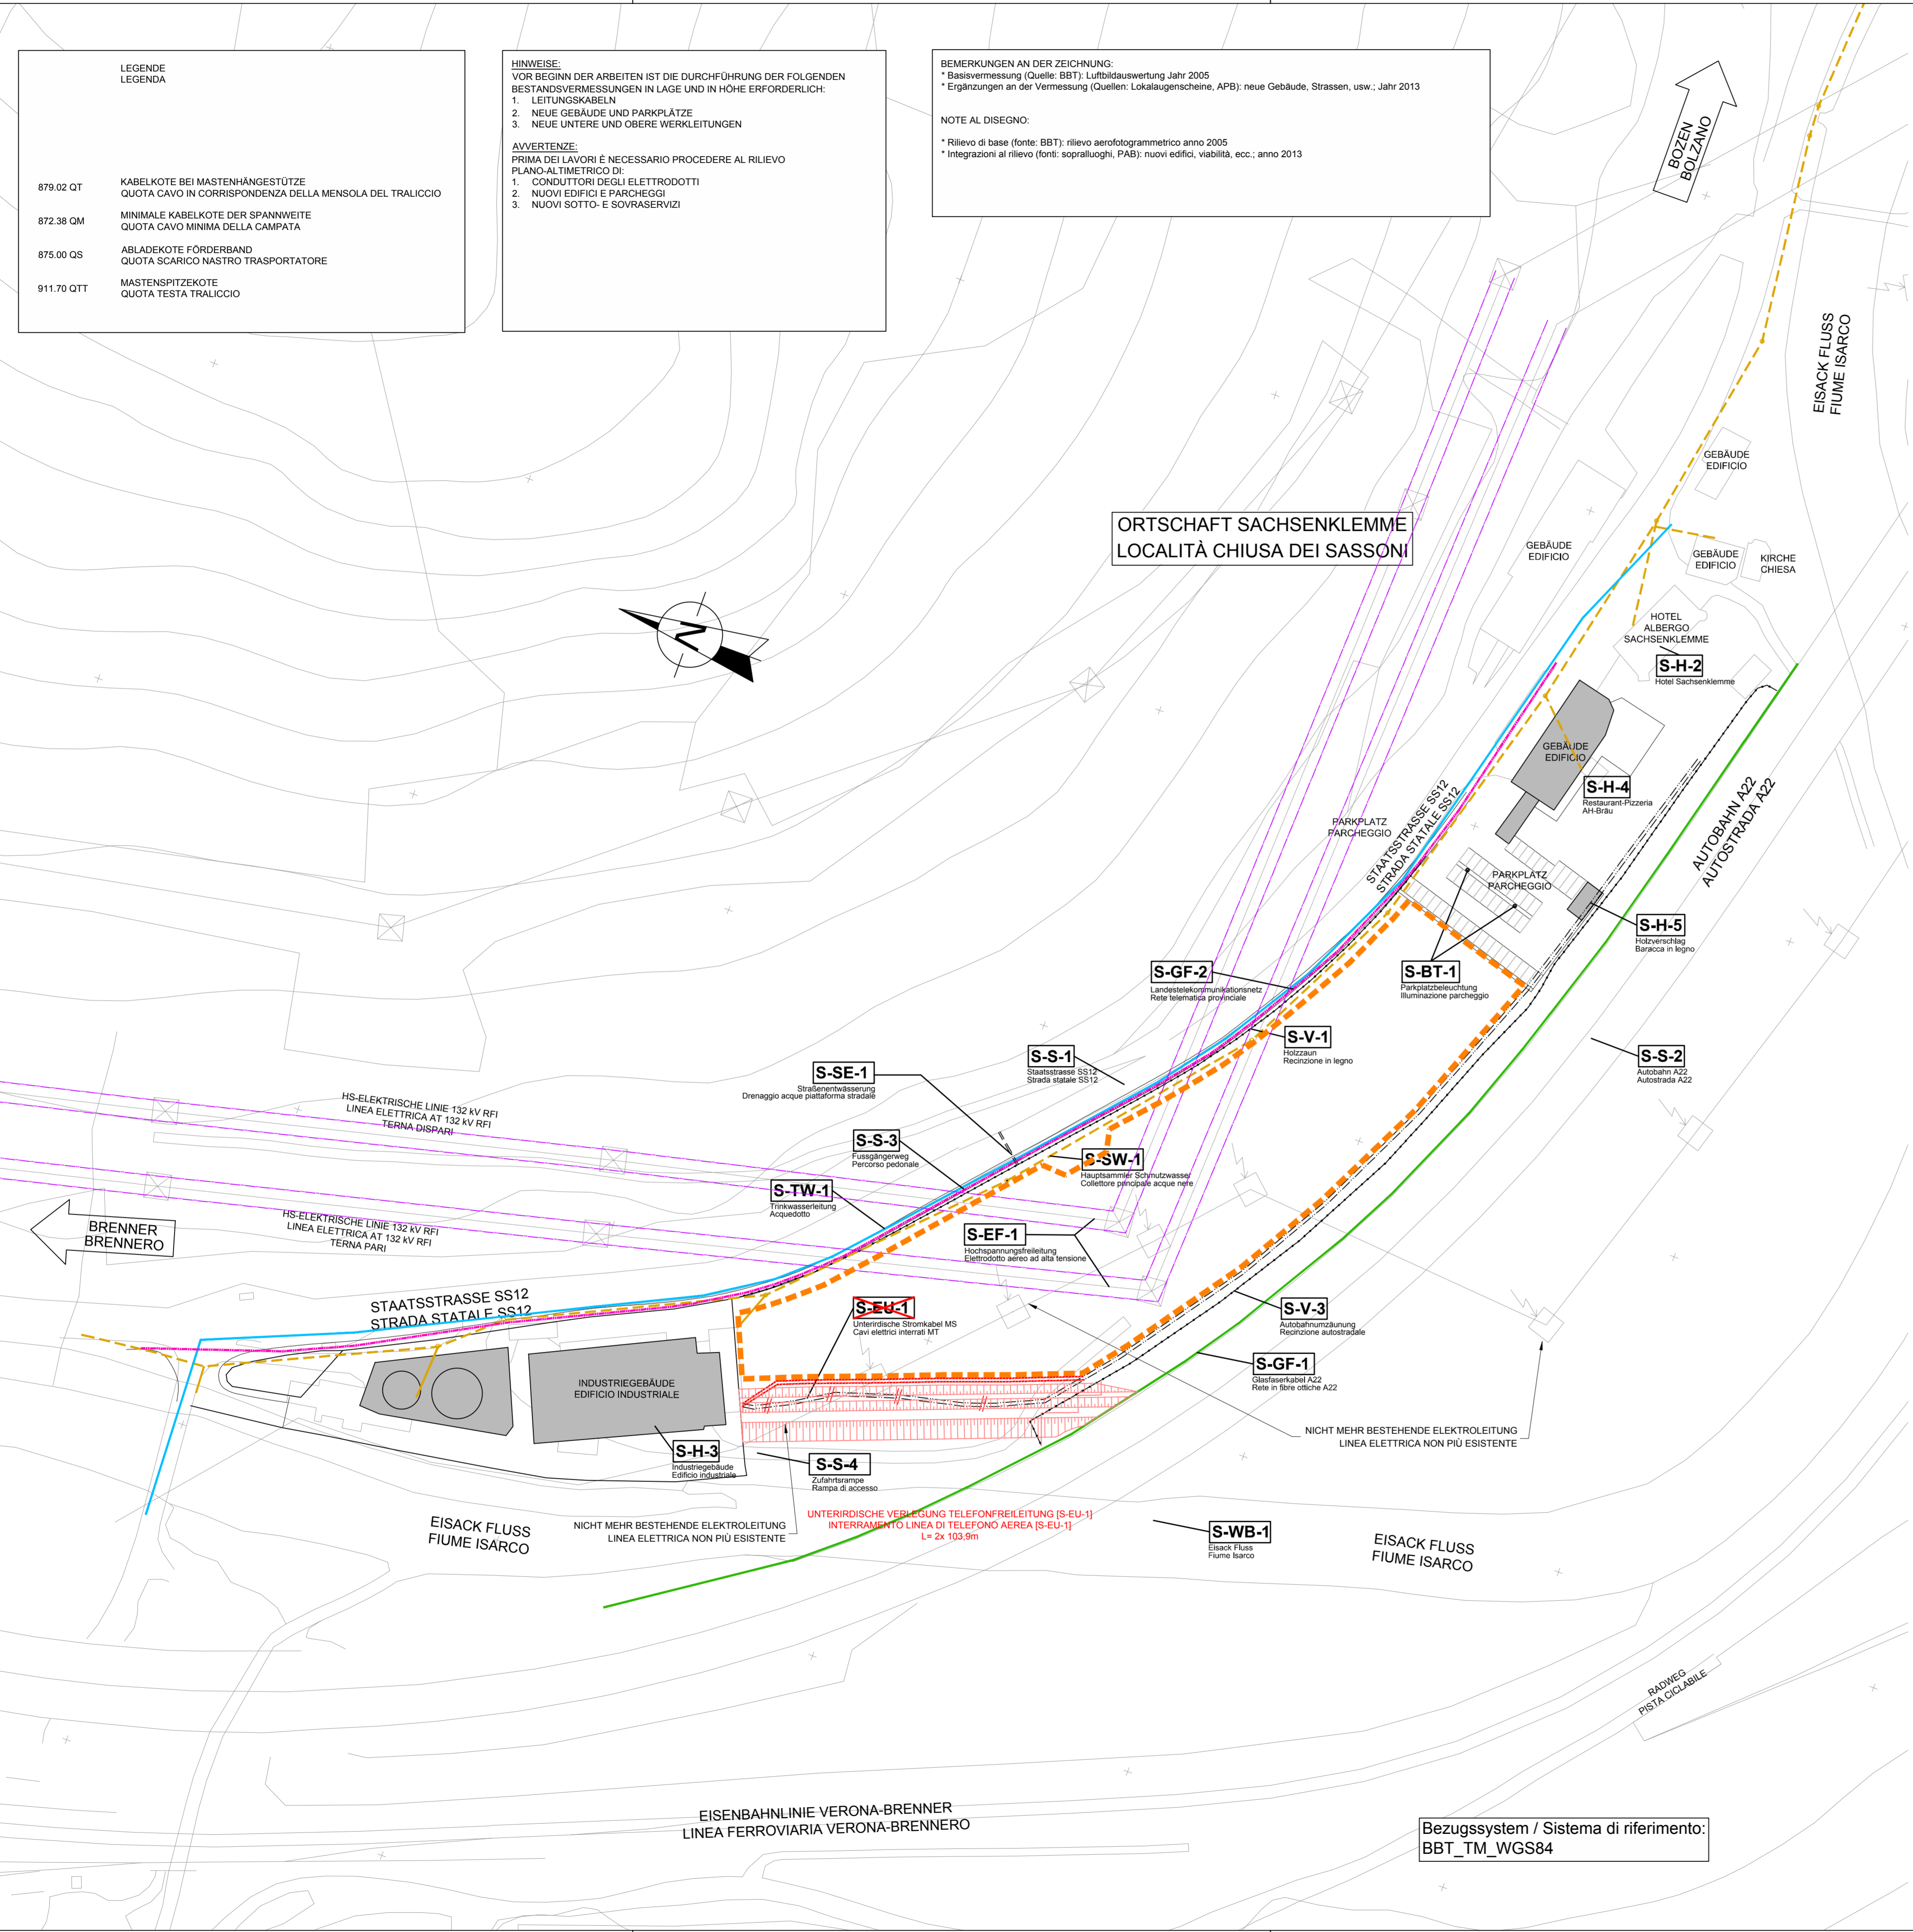 LEGENDE
LEGENDA
879.02 QT
KABELKOTE BEI MASTENHÄNGESTÜTZE
QUOTA CAVO IN CORRISPONDENZA DELLA MENSOLA DEL TRALICCIO
872.38 QM
MINIMALE KABELKOTE DER SPANNWEITE
QUOTA CAVO MINIMA DELLA CAMPATA
875.00 QS
ABLADEKOTE FÖRDERBAND
QUOTA SCARICO NASTRO TRASPORTATORE
911.70 QTT
MASTENSPITZEKOTE
QUOTA TESTA TRALICCIO
HINWEISE:
VOR BEGINN DER ARBEITEN IST DIE DURCHFÜHRUNG DER FOLGENDEN
BESTANDSVERMESSUNGEN IN LAGE UND IN HÖHE ERFORDERLICH:
1. LEITUNGSKABELN
2. NEUE GEBÄUDE UND PARKPLÄTZE
3. NEUE UNTERE UND OBERE WERKLEITUNGEN
AVVERTENZE:
PRIMA DEI LAVORI È NECESSARIO PROCEDERE AL RILIEVO
PLANO-ALTIMETRICO DI:
1. CONDUTTORI DEGLI ELETTRODOTTI
2. NUOVI EDIFICI E PARCHEGGI
3. NUOVI SOTTO- E SOVRASERVIZI
BEMERKUNGEN AN DER ZEICHNUNG:
* Basisvermessung (Quelle: BBT): Luftbildauswertung Jahr 2005
* Ergänzungen an der Vermessung (Quellen: Lokalaugenscheine, APB): neue Gebäude, Strassen, usw.; Jahr 2013
NOTE AL DISEGNO:
* Rilievo di base (fonte: BBT): rilievo aerofotogrammetrico anno 2005
* Integrazioni al rilievo (fonti: sopralluoghi, PAB): nuovi edifici, viabilità, ecc.; anno 2013
BOZEN
BOLZANO
EISACK FLUSS
FIUME ISARCO
GEBÄUDE
EDIFICIO
ORTSCHAFT SACHSENKLEMME
LOCALITÀ CHIUSA DEI SASSONI
GEBÄUDE
EDIFICIO
GEBÄUDE
EDIFICIO
KIRCHE
CHIESA
N
HOTEL
ALBERGO
SACHSENKLEMME
S-H-2
Hotel Sachsenklemme
GEBÄUDE
EDIFICIO
S-H-4
Restaurant-Pizzeria
AH-Bräu
AUTOBAHN A22
AUTOSTRADA A22
PARKPLATZ
PARCHEGGIO
STAATSSTRASSE SS12
STRADA STATALE SS12
PARKPLATZ
PARCHEGGIO
S-H-5
Holzverschlag
Baracca in legno
S-GF-2
Landestelekommunikationsnetz
Rete telematica provinciale
S-BT-1
Parkplatzbeleuchtung
Illuminazione parcheggio
S-V-1
Holzzaun
Recinzione in legno
S-S-1
Staatsstrasse SS12
Strada statale SS12
S-S-2
Autobahn A22
Autostrada A22
S-SE-1
Straßenentwässerung
Drenaggio acque piattaforma stradale
HS-ELEKTRISCHE LINIE 132 kV RFI
LINEA ELETTRICA AT 132 kV RFI
TERNA DISPARI
S-S-3
Fussgängerweg
Percorso pedonale
S-SW-1
Hauptsammler Schmutzwasser
Collettore principale acque nere
S-TW-1
Trinkwasserleitung
Acquedotto
BRENNER
BRENNERO
HS-ELEKTRISCHE LINIE 132 kV RFI
LINEA ELETTRICA AT 132 kV RFI
TERNA PARI
S-EF-1
Hochspannungsfreileitung
Elettrodotto aereo ad alta tensione
STAATSSTRASSE SS12
STRADA STATALE SS12
S-EU-1
Unterirdische Stromkabel MS
Cavi elettrici interrati MT
S-V-3
Autobahnumzäunung
Recinzione autostradale
S-GF-1
Glasfaserkabel A22
Rete in fibre ottiche A22
INDUSTRIEGEBÄUDE
EDIFICIO INDUSTRIALE
NICHT MEHR BESTEHENDE ELEKTROLEITUNG
LINEA ELETTRICA NON PIÙ ESISTENTE
S-H-3
Industriegebäude
Edificio industriale
S-S-4
Zufahrtsrampe
Rampa di accesso
UNTERIRDISCHE VERLEGUNG TELEFONFREILEITUNG [S-EU-1]
INTERRAMENTO LINEA DI TELEFONO AEREA [S-EU-1]
L= 2x 103,9m
NICHT MEHR BESTEHENDE ELEKTROLEITUNG
LINEA ELETTRICA NON PIÙ ESISTENTE
EISACK FLUSS
FIUME ISARCO
S-WB-1
Eisack Fluss
Fiume Isarco
EISACK FLUSS
FIUME ISARCO
RADWEG
PISTA CICLABILE
EISENBAHNLINIE VERONA-BRENNER
LINEA FERROVIARIA VERONA-BRENNERO
Bezugssystem / Sistema di riferimento:
BBT_TM_WGS84